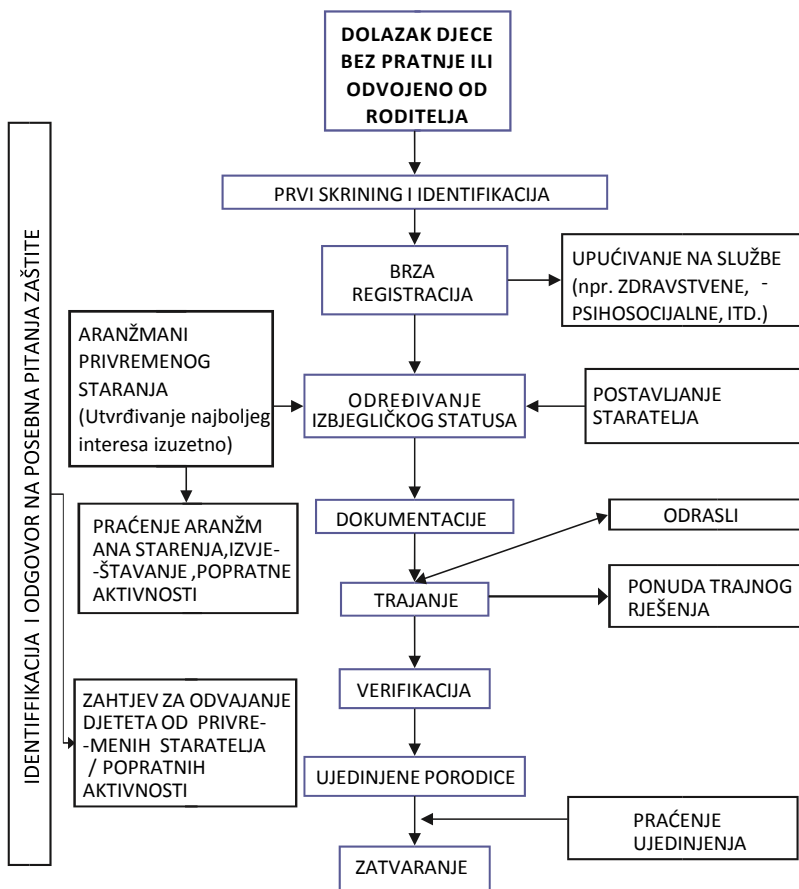 DOLAZAK DJECE
BEZ PRATNJE ILI
ODVOJENO OD
RODITELJA
PRVI SKRINING I IDENTIFIKACIJA
BRZA
REGISTRACIJA
UPUĆIVANJE NA SLUŽBE
(npr. ZDRAVSTVENE, -
PSIHOSOCIJALNE, ITD.)
ARANŽMANI
PRIVREMENOG
STARANJA
(Utvrđivanje najboljeg
interesa izuzetno)
ODREĐIVANJE
IZBJEGLIČKOG STATUSA
POSTAVLJANJE
STARATELJA
PRAĆENJE ARANŽM
ANA STARENJA,IZVJE-
-ŠTAVANJE ,POPRATNE
AKTIVNOSTI
DOKUMENTACIJE
ODRASLI
TRAJANJE
PONUDA TRAJNOG
RJEŠENJA
VERIFIKACIJA
ZAHTJEV ZA ODVAJANJE
DJETETA OD PRIVRE-
-MENIH STARATELJA
/ POPRATNIH
AKTIVNOSTI
UJEDINJENE PORODICE
PRAĆENJE
UJEDINJENJA
ZATVARANJE
IDENTIFFIKACIJA I ODGOVOR NA POSEBNA PITANJA ZAŠTITE